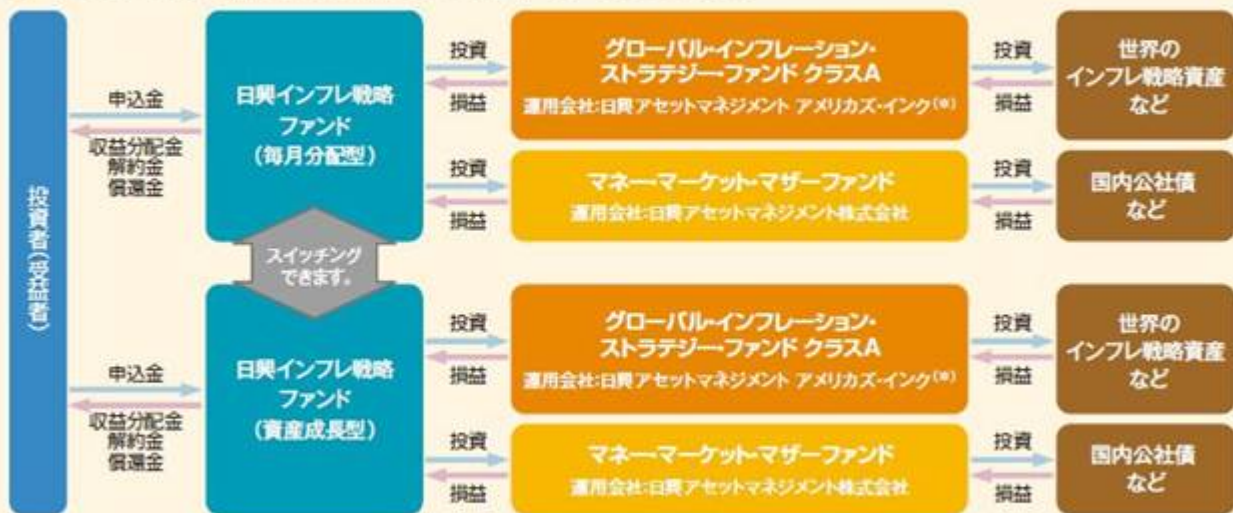 投資者(受益者)
申込金
収益分配金
解約金
償還金
日興インフレ戦略
ファンド
(毎月分配型)
投資
損益
グローバル・インフレーション・
ストラテジー・ファンド クラスA
運用会社:日興アセットマネジメント アメリカズ・インク(※)
投資
損益
世界の
インフレ戦略資産
など
投資
損益
マネー・マーケット・マザーファンド
運用会社:日興アセットマネジメント株式会社
投資
損益
国内公社債
など
スイッチング
できます。
申込金
収益分配金
解約金
償還金
日興インフレ戦略
ファンド
(資産成長型)
投資
損益
グローバル・インフレーション・
ストラテジー・ファンド クラスA
運用会社:日興アセットマネジメント アメリカズ・インク(※)
投資
損益
世界の
インフレ戦略資産
など
投資
損益
マネー・マーケット・マザーファンド
運用会社:日興アセットマネジメント株式会社
投資
損益
国内公社債
など